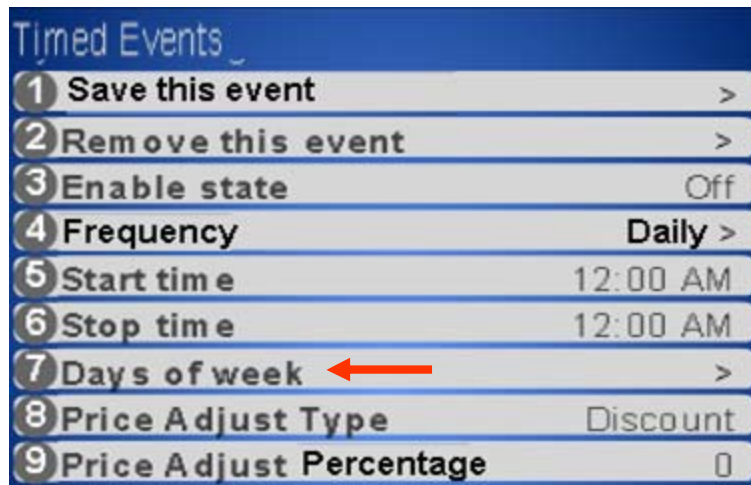 Timed Events
1 Save this event >
2 Remove this event >
3 Enable state Off
4 Frequency Daily >
5 Start time 12:00 AM
6 Stop time 12:00 AM
7 Days of week >
8 Price Adjust Type Discount
9 Price Adjust Percentage 0